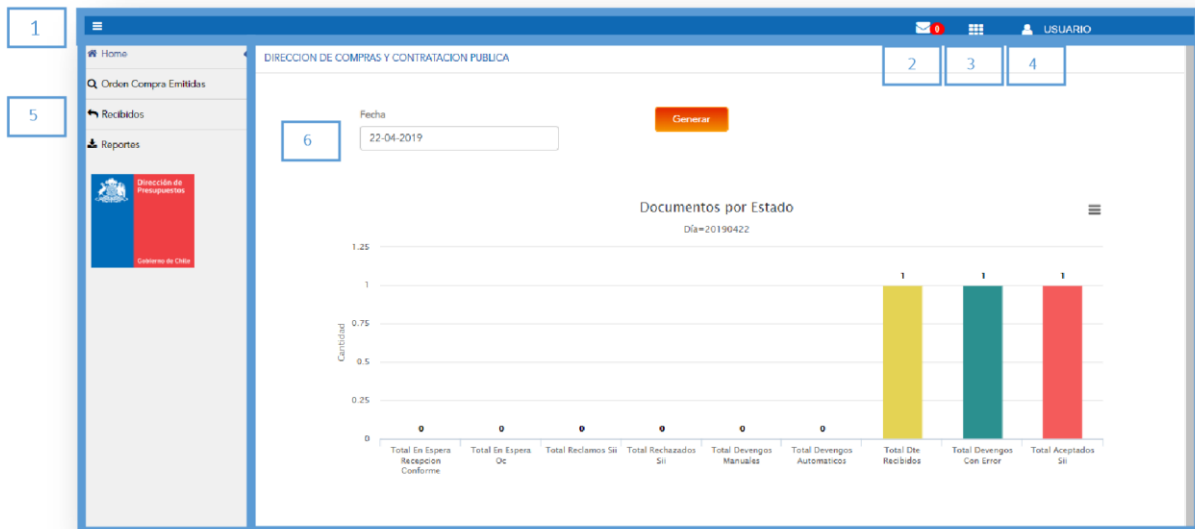 1
0
USUARIO
Home
Orden Compra Emitidas
Recibidos
Reportes
5
Dirección de
Presupuestos
Gobierno de Chile
DIRECCION DE COMPRAS Y CONTRATACION PUBLICA
2
3
4
6
Fecha
22-04-2019
Generar
Documentos por Estado
Día=20190422
Cantidad
1.25
1
0.75
0.5
0.25
0
0 0 0 0 0 0 1 1 1
Total En Espera Recepcion Conforme
Total En Espera Oc
Total Reclamos Sii
Total Rechazados Sii
Total Devengos Manuales
Total Devengos Automaticos
Total Dte Recibidos
Total Devengos Con Error
Total Aceptados Sii